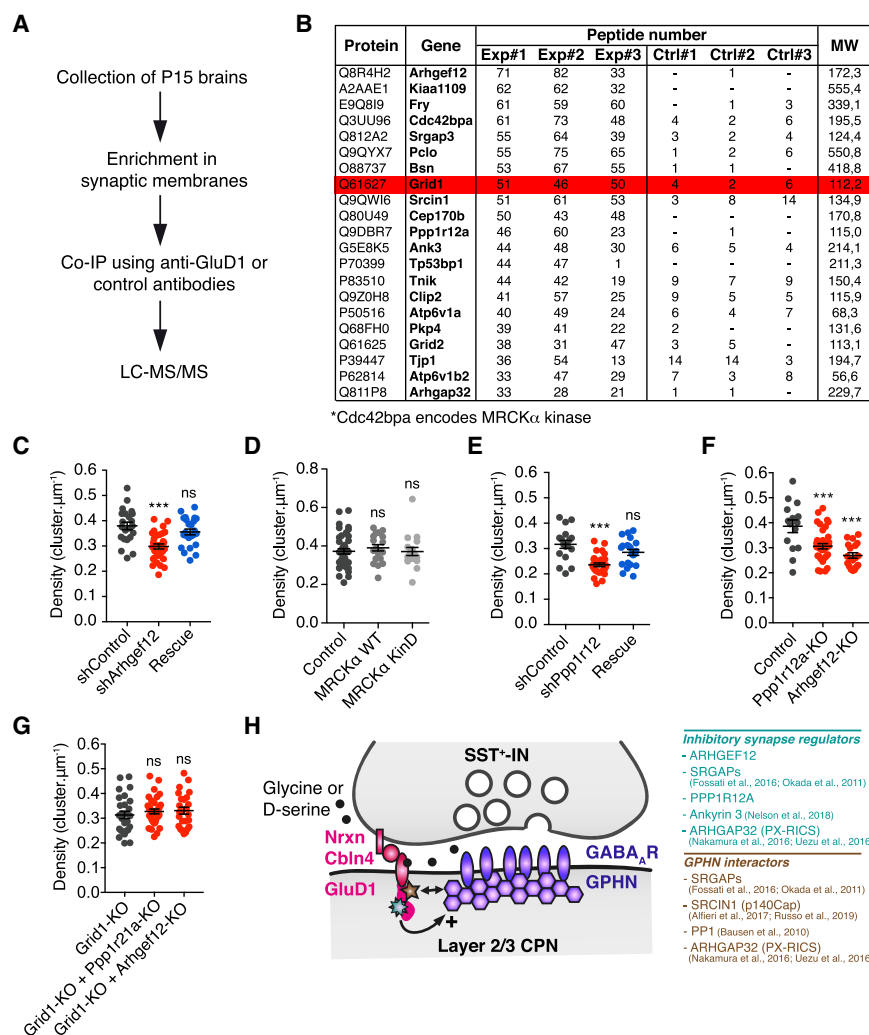 A
Collection of P15 brains
Enrichment in
synaptic membranes
Co-IP using anti-GluD1 or
control antibodies
LC-MS/MS
B
Protein Gene Peptide number MW
Exp#1 Exp#2 Exp#3 Ctrl#1 Ctrl#2 Ctrl#3
Q8R4H2 Arhgef12 71 82 33 - 1 - 172,3
A2AAE1 Kiaa1109 62 62 32 - - - 555,4
E9Q8I9 Fry 61 59 60 - 1 3 339,1
Q3UU96 Cdc42bpa 61 73 48 4 2 6 195,5
Q812A2 Srgap3 55 64 39 3 2 4 124,4
Q9QYX7 Pclo 55 75 65 1 2 6 550,8
O88737 Bsn 53 67 55 1 1 - 418,8
Q61627 Grid1 51 46 50 4 2 6 112,2
Q9QWI6 Srcin1 51 61 53 3 8 14 134,9
Q80U49 Cep170b 50 43 48 - - - 170,8
Q9DBR7 Ppp1r12a 46 60 23 - 1 - 115,0
G5E8K5 Ank3 44 48 30 6 5 4 214,1
P70399 Tp53bp1 44 47 1 - - - 211,3
P83510 Tnik 44 42 19 9 7 9 150,4
Q9Z0H8 Clip2 41 57 25 9 5 5 115,9
P50516 Atp6v1a 40 49 24 6 4 7 68,3
Q68FH0 Pkp4 39 41 22 2 - - 131,6
Q61625 Grid2 38 31 47 3 5 - 113,1
P39447 Tjp1 36 54 13 14 14 3 194,7
P62814 Atp6v1b2 33 47 29 7 3 8 56,6
Q811P8 Arhgap32 33 28 21 1 1 - 229,7
*Cdc42bpa encodes MRCKα kinase
C
Density (cluster.µm⁻¹)
0.6
0.5
0.4
0.3
0.2
0.1
0.0
***
ns
shControl
shArhgef12
Rescue
D
Density (cluster.µm⁻¹)
0.8
0.6
0.4
0.2
0.0
ns
ns
Control
MRCKα WT
MRCKα KinD
E
Density (cluster.µm⁻¹)
0.6
0.5
0.4
0.3
0.2
0.1
0.0
***
ns
shControl
shPpp1r12
Rescue
F
Density (cluster.µm⁻¹)
0.6
0.5
0.4
0.3
0.2
0.1
0.0
***
***
Control
Ppp1r12a-KO
Arhgef12-KO
G
Density (cluster.µm⁻¹)
0.6
0.5
0.4
0.3
0.2
0.1
0.0
ns
ns
Grid1-KO
Grid1-KO + Ppp1r21a-KO
Grid1-KO + Arhgef12-KO
H
SST⁺-IN
Glycine or
D-serine
Nrxn
Cbln4
GluD1
GABA_AR
GPHN
+
Layer 2/3 CPN
Inhibitory synapse regulators
- ARHGEF12
- SRGAPs
(Fossati et al., 2016; Okada et al., 2011)
- PPP1R12A
- Ankyrin 3 (Nelson et al., 2018)
- ARHGAP32 (PX-RICS)
(Nakamura et al., 2016; Uezu et al., 2016
GPHN interactors
- SRGAPs
(Fossati et al., 2016; Okada et al., 2011)
- SRCIN1 (p140Cap)
(Alfieri et al., 2017; Russo et al., 2019)
- PP1 (Bausen et al., 2010)
- ARHGAP32 (PX-RICS)
(Nakamura et al., 2016; Uezu et al., 2016